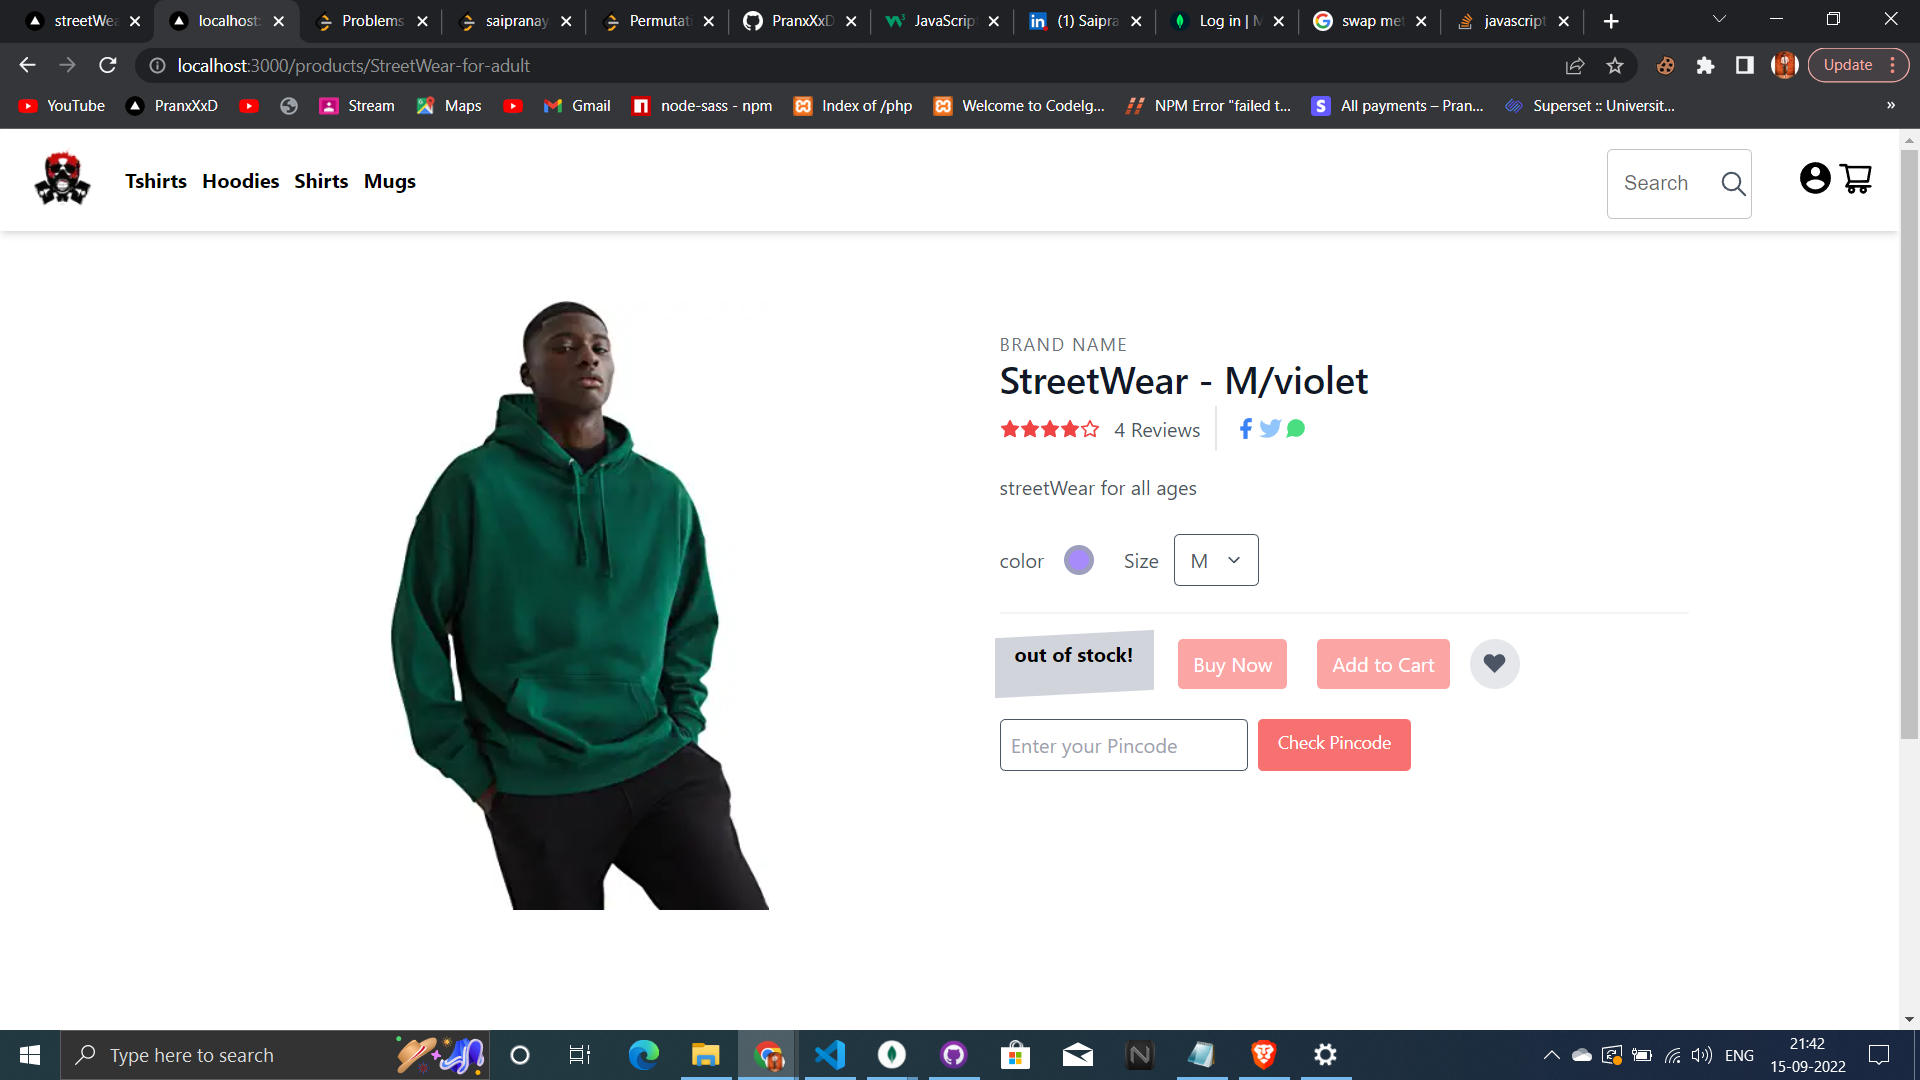 streetWea
localhost:
Problems
saipranay
Permutati
PranxXxD
JavaScript
(1) Saipra
Log in | M
swap met
javascript
localhost:3000/products/StreetWear-for-adult
Update
YouTube
PranxXxD
Stream
Maps
Gmail
node-sass - npm
Index of /php
Welcome to CodeIg...
NPM Error "failed t...
All payments – Pran...
Superset :: Universit...
»
Tshirts Hoodies Shirts Mugs
Search
BRAND NAME
StreetWear - M/violet
4 Reviews
streetWear for all ages
color
Size
M
out of stock!
Buy Now
Add to Cart
Enter your Pincode
Check Pincode
Type here to search
ENG
21:42
15-09-2022